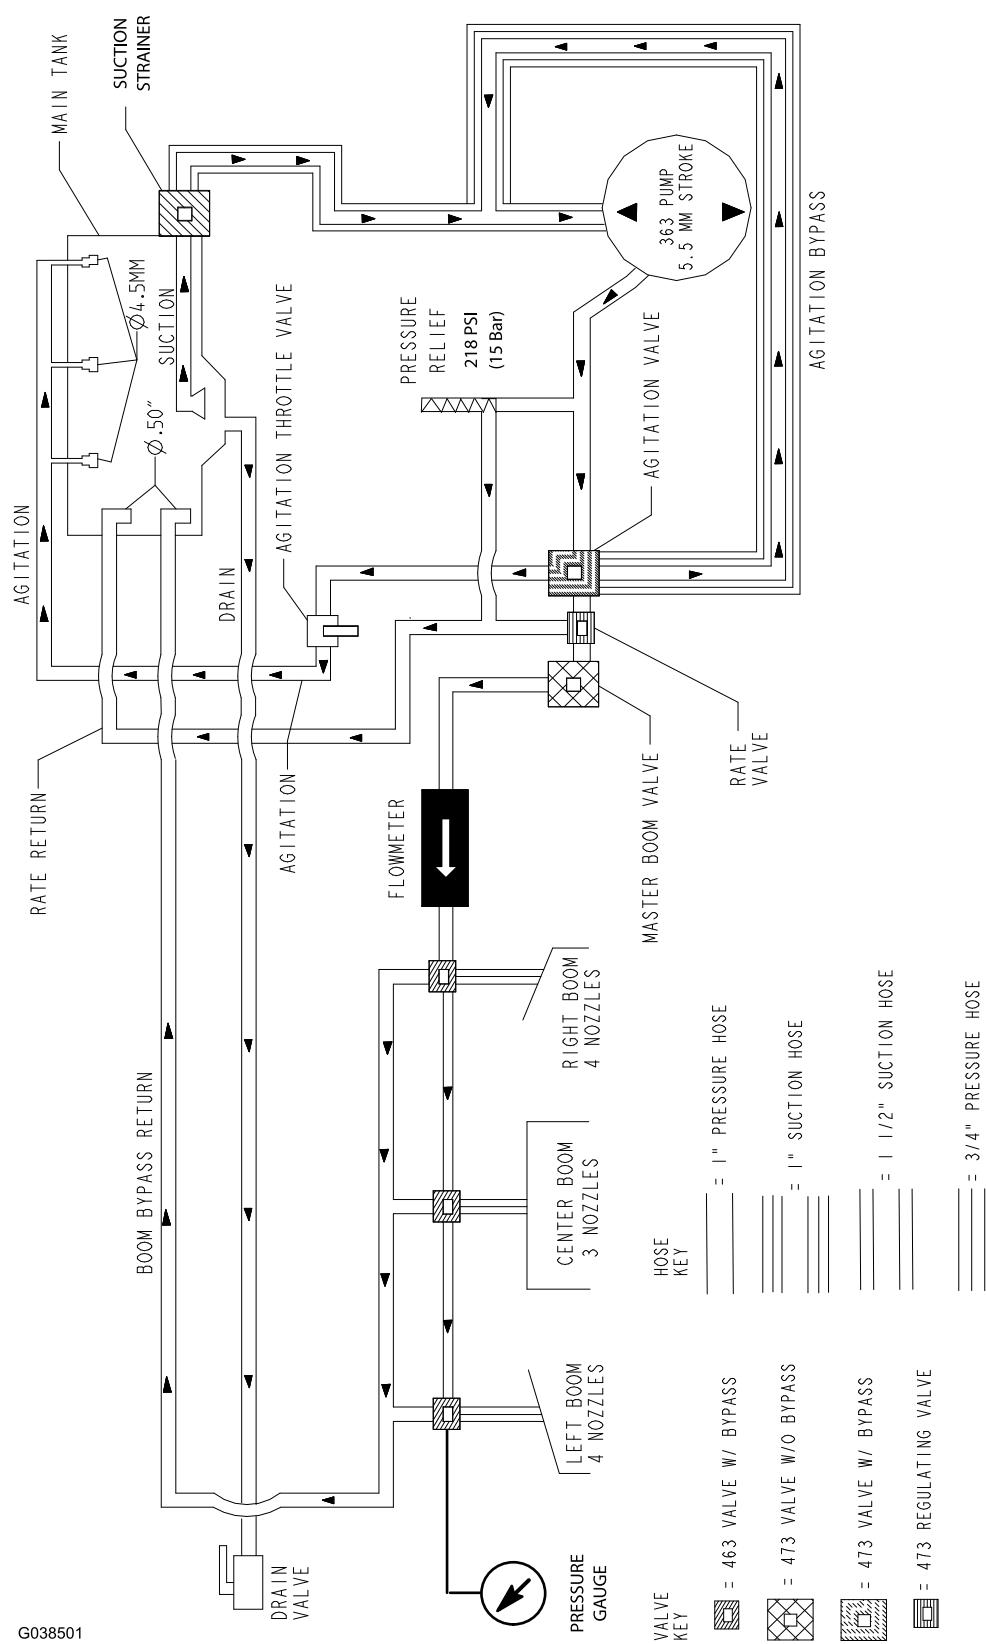 MAIN TANK
SUCTION
STRAINER
SUCTION
Ø4.5MM
Ø.50"
AGITATION
DRAIN
AGITATION THROTTLE VALVE
PRESSURE
RELIEF
218 PSI
(15 Bar)
363 PUMP
5.5 MM STROKE
AGITATION VALVE
AGITATION BYPASS
RATE RETURN
AGITATION
FLOWMETER
MASTER BOOM VALVE
RATE
VALVE
BOOM BYPASS RETURN
RIGHT BOOM
4 NOZZLES
CENTER BOOM
3 NOZZLES
LEFT BOOM
4 NOZZLES
DRAIN
VALVE
PRESSURE
GAUGE
HOSE
KEY
= 1" PRESSURE HOSE
= 1" SUCTION HOSE
= 1 1/2" SUCTION HOSE
= 3/4" PRESSURE HOSE
VALVE
KEY
= 463 VALVE W/ BYPASS
= 473 VALVE W/O BYPASS
= 473 VALVE W/ BYPASS
= 473 REGULATING VALVE
G038501